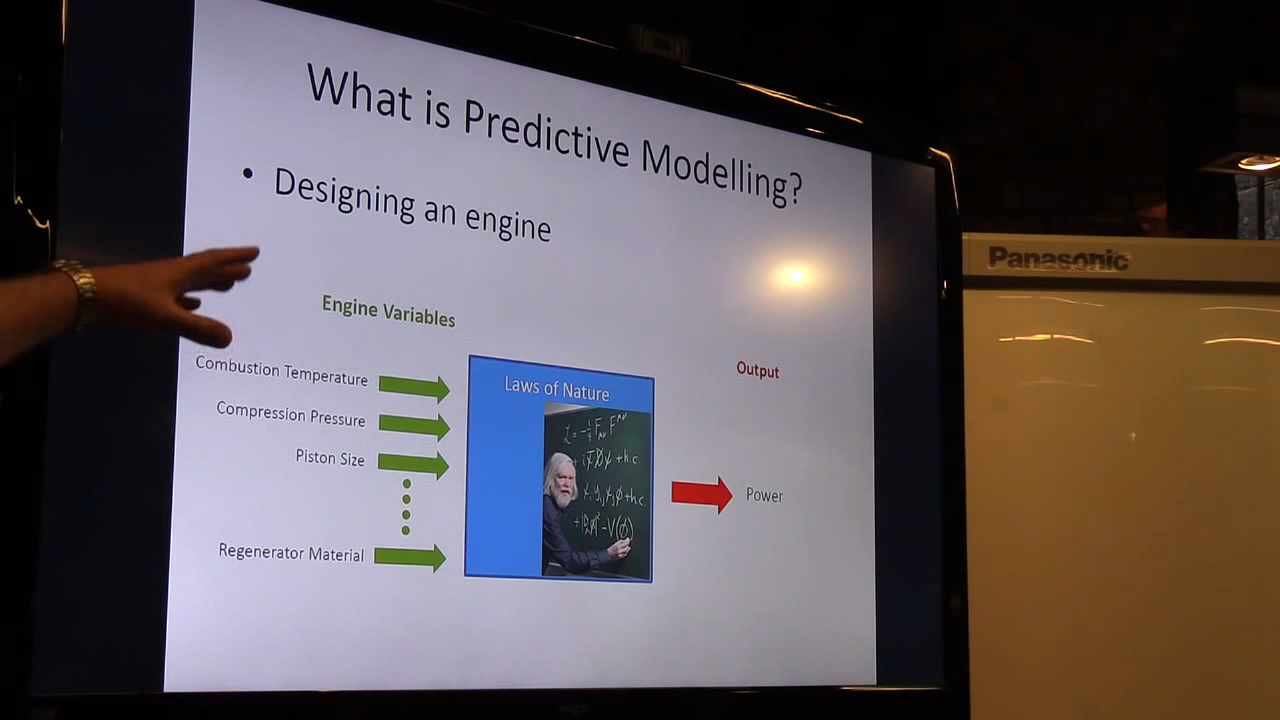 What is Predictive Modelling?
• Designing an engine
Engine Variables
Combustion Temperature
Compression Pressure
Piston Size
Regenerator Material
Laws of Nature
Output
Power
Panasonic